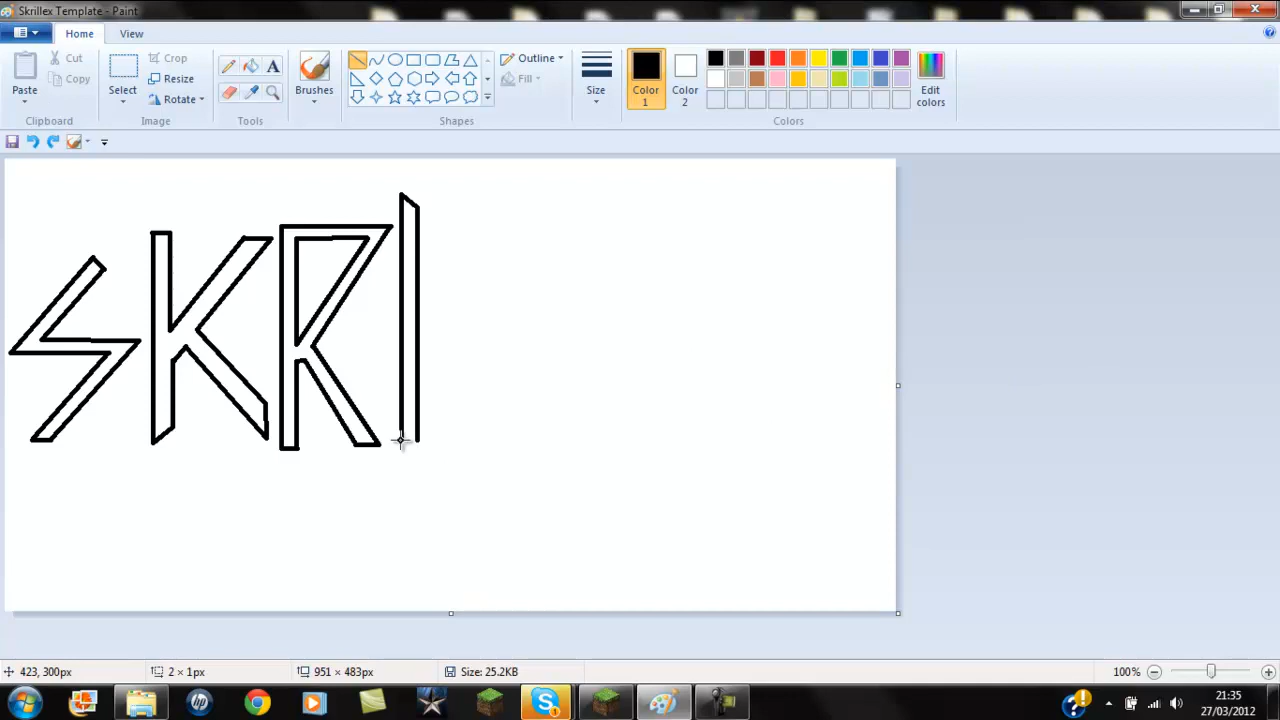 Skrillex Template - Paint
Home View
Paste
Cut
Copy
Clipboard
Select
Crop
Resize
Rotate
Image
Tools
A
Brushes
Shapes
Outline
Fill
Size
Color 1
Color 2
Colors
Edit colors
SKRI
423, 300px
2 × 1px
951 × 483px
Size: 25.2KB
100%
21:35
27/03/2012